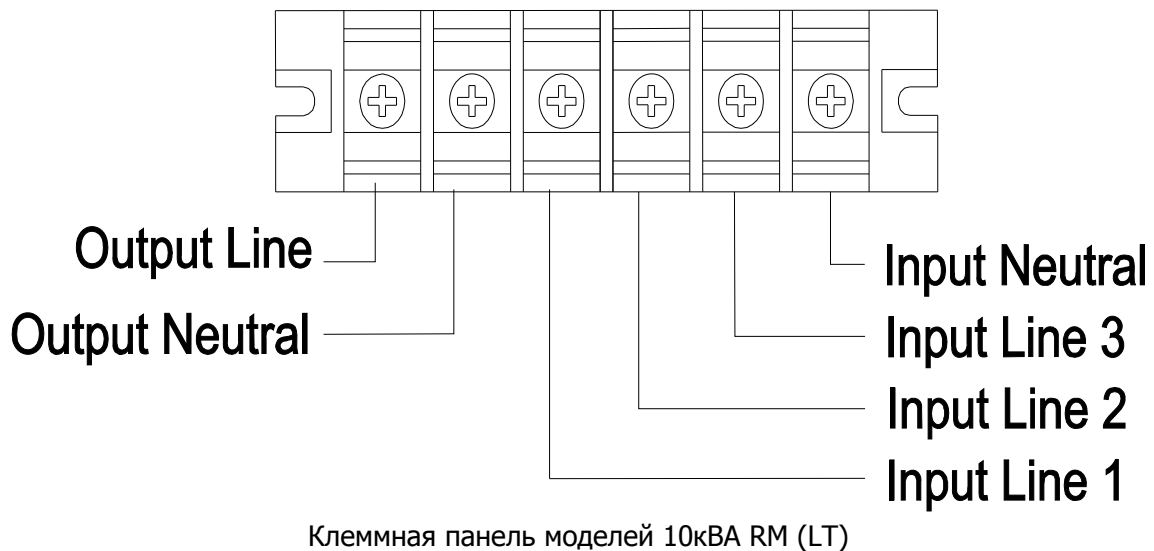 Output Line
Output Neutral
Input Neutral
Input Line 3
Input Line 2
Input Line 1
Клеммная панель моделей 10кВА RM (LT)